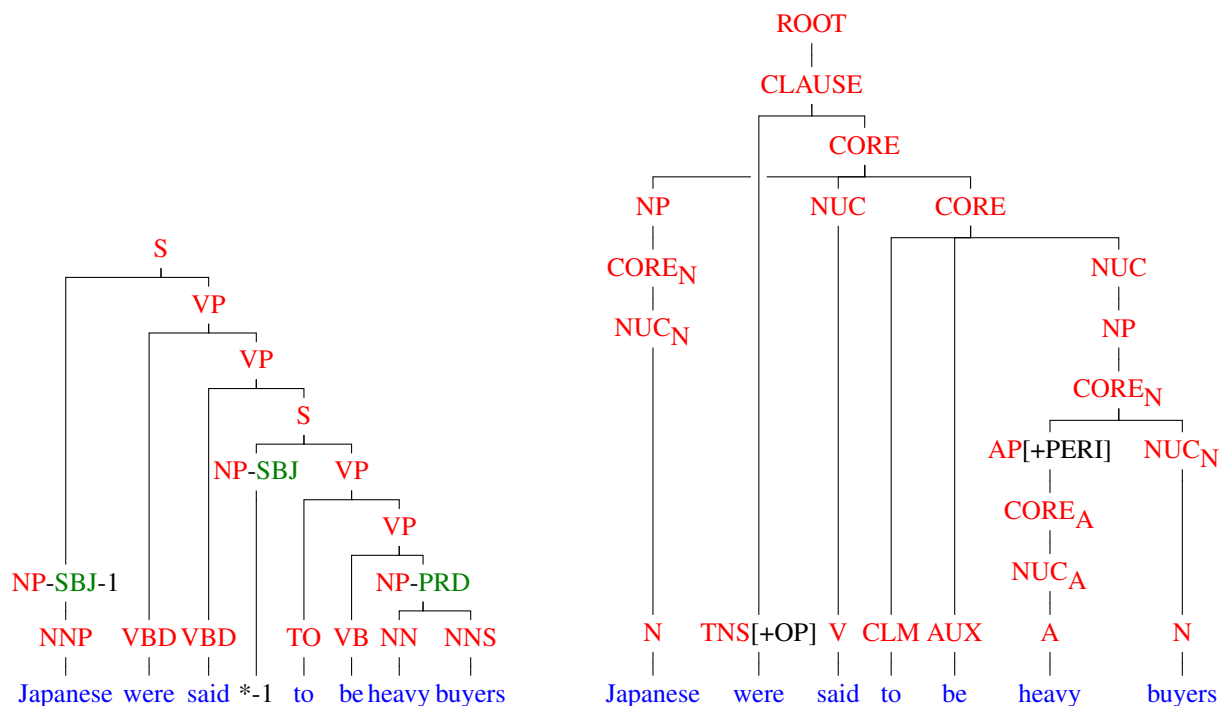 ROOT
CLAUSE
CORE
NP NUC CORE
S
CORE_N NUC
VP
NUC_N NP
VP
CORE_N
S
NP-SBJ VP AP[+PERI] NUC_N
CORE_A
VP
NP-SBJ-1 NP-PRD NUC_A
NNP VBD VBD TO VB NN NNS N TNS[+OP] V CLM AUX A N
Japanese were said *-1 to be heavy buyers Japanese were said to be heavy buyers